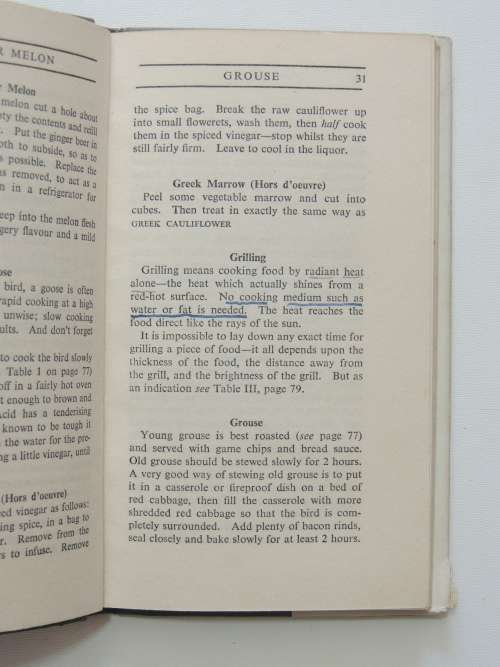 R MELON
r Melon
melon cut a hole about
ty the contents and refill
. Put the ginger beer in
oth to subside, so as to
s possible. Replace the
as removed, to act as a
n in a refrigerator for
eep into the melon flesh
gery flavour and a mild
ose
bird, a goose is often
rapid cooking at a high
unwise; slow cooking
ults. And don't forget
to cook the bird slowly
Table 1 on page 77)
off in a fairly hot oven
t enough to brown and
Acid has a tenderising
known to be tough it
the water for the pre-
ng a little vinegar, until
(Hors d'oeuvre)
ed vinegar as follows:
ing spice, in a bag to
r. Remove from the
rs to infuse. Remove
GROUSE 31
the spice bag. Break the raw cauliflower up
into small flowerets, wash them, then half cook
them in the spiced vinegar—stop whilst they are
still fairly firm. Leave to cool in the liquor.
Greek Marrow (Hors d'oeuvre)
Peel some vegetable marrow and cut into
cubes. Then treat in exactly the same way as
GREEK CAULIFLOWER
Grilling
Grilling means cooking food by radiant heat
alone—the heat which actually shines from a
red-hot surface. No cooking medium such as
water or fat is needed. The heat reaches the
food direct like the rays of the sun.
It is impossible to lay down any exact time for
grilling a piece of food—it all depends upon the
thickness of the food, the distance away from
the grill, and the brightness of the grill. But as
an indication see Table III, page 79.
Grouse
Young grouse is best roasted (see page 77)
and served with game chips and bread sauce.
Old grouse should be stewed slowly for 2 hours.
A very good way of stewing old grouse is to put
it in a casserole or fireproof dish on a bed of
red cabbage, then fill the casserole with more
shredded red cabbage so that the bird is com-
pletely surrounded. Add plenty of bacon rinds,
seal closely and bake slowly for at least 2 hours.